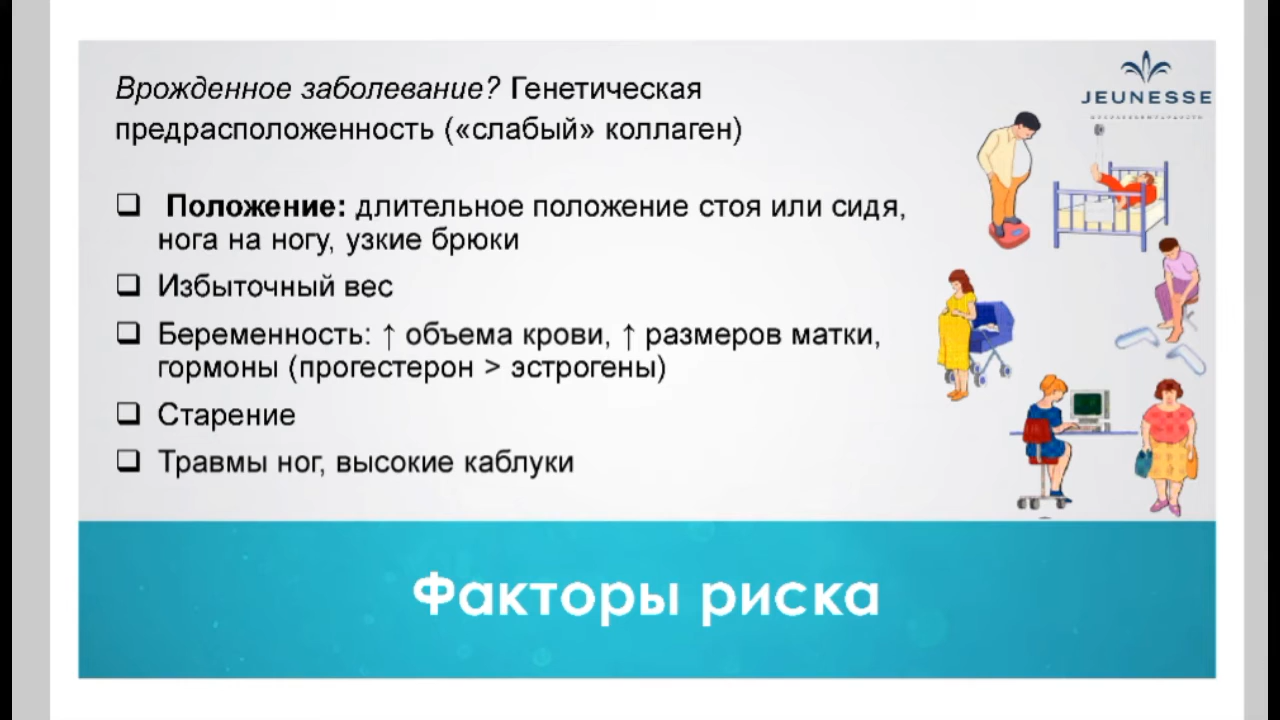 Врожденное заболевание? Генетическая
предрасположенность («слабый» коллаген)
❑ Положение: длительное положение стоя или сидя,
нога на ногу, узкие брюки
❑ Избыточный вес
❑ Беременность: ↑ объема крови, ↑ размеров матки,
гормоны (прогестерон > эстрогены)
❑ Старение
❑ Травмы ног, высокие каблуки
JEUNESSE
Факторы риска